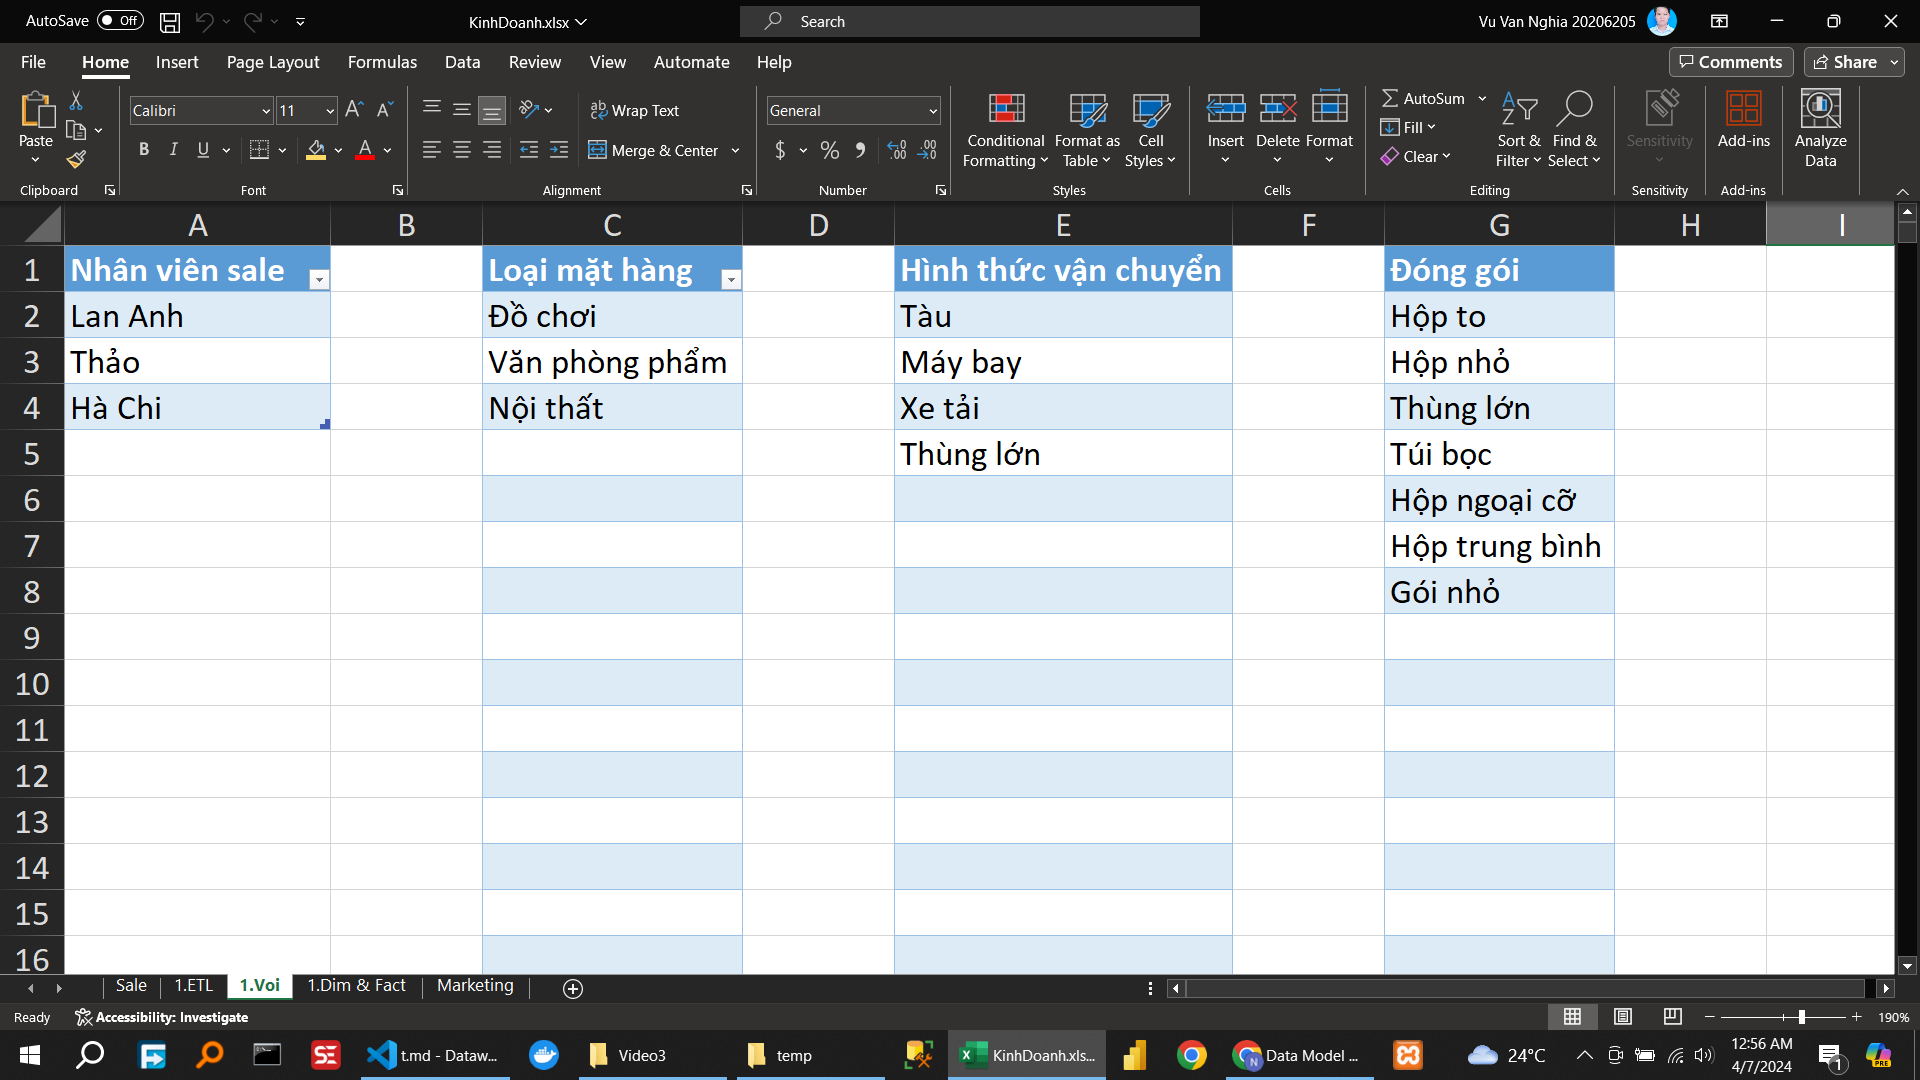 AutoSave Off KinhDoanh.xlsx Search Vu Van Nghia 20206205
File Home Insert Page Layout Formulas Data Review View Automate Help Comments Share
Paste Calibri 11 Wrap Text General Conditional Formatting Format as Table Cell Styles Insert Delete Format AutoSum Sort & Filter Find & Select Sensitivity Add-ins Analyze Data
B I U A Merge & Center $ % Fill
Clear
Clipboard Font Alignment Number Styles Cells Editing Sensitivity Add-ins
A B C D E F G H I
1 Nhân viên sale Loại mặt hàng Hình thức vận chuyển Đóng gói
2 Lan Anh Đồ chơi Tàu Hộp to
3 Thảo Văn phòng phẩm Máy bay Hộp nhỏ
4 Hà Chi Nội thất Xe tải Thùng lớn
5 Thùng lớn Túi bọc
6 Hộp ngoại cỡ
7 Hộp trung bình
8 Gói nhỏ
9
10
11
12
13
14
15
16
Sale 1.ETL 1.Voi 1.Dim & Fact Marketing
Ready Accessibility: Investigate 190%
t.md - Dataw... Video3 temp KinhDoanh.xls... Data Model ... 24°C 12:56 AM
4/7/2024